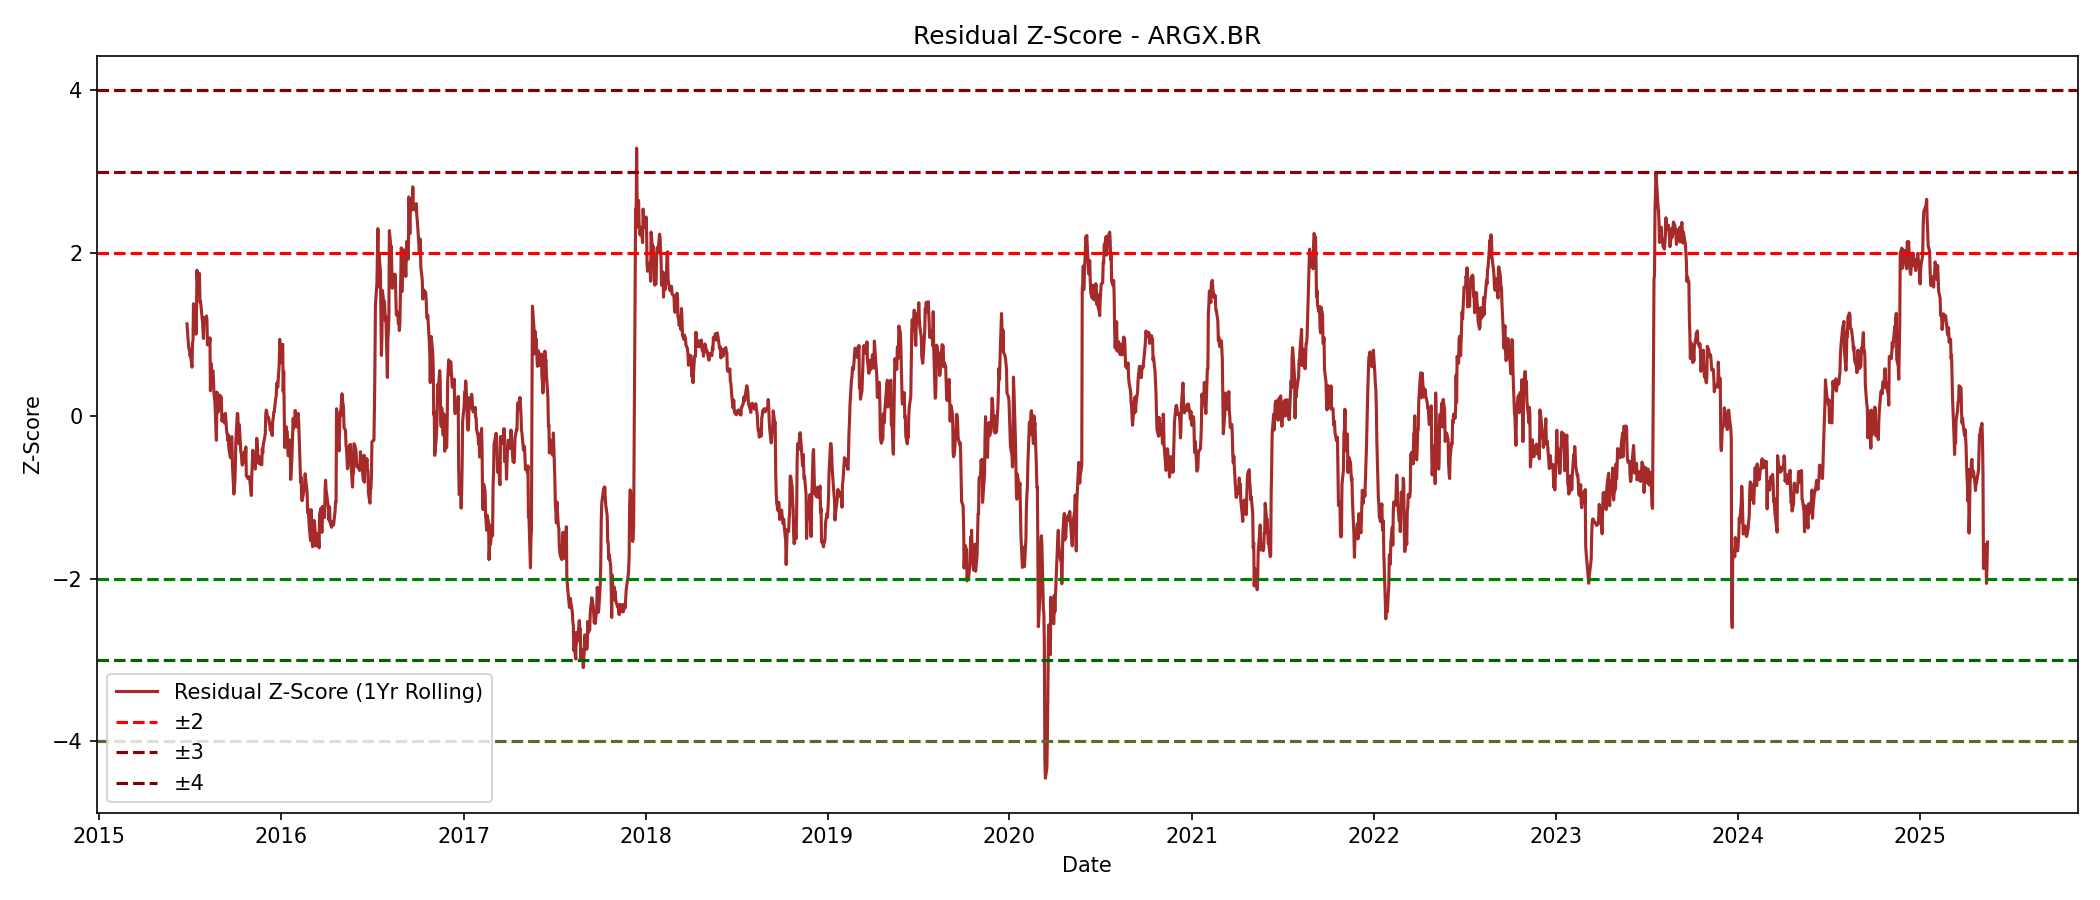 Residual Z-Score - ARGX.BR
4
2
0
−2
−4
Z-Score
Residual Z-Score (1Yr Rolling)
±2
±3
±4
2015 2016 2017 2018 2019 2020 2021 2022 2023 2024 2025
Date